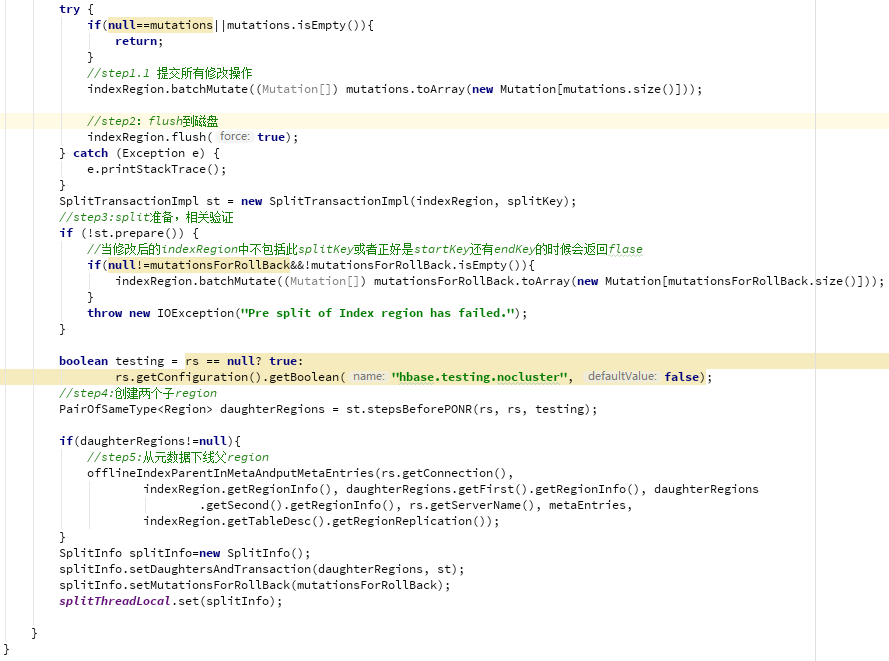 try {
if(null==mutations||mutations.isEmpty()){
return;
}
//step1.1 提交所有修改操作
indexRegion.batchMutate((Mutation[]) mutations.toArray(new Mutation[mutations.size()]));
//step2：flush到磁盘
indexRegion.flush( force: true);
} catch (Exception e) {
e.printStackTrace();
}
SplitTransactionImpl st = new SplitTransactionImpl(indexRegion, splitKey);
//step3:split准备，相关验证
if (!st.prepare()) {
//当修改后的indexRegion中不包括此splitKey或者正好是startKey还有endKey的时候会返回flase
if(null!=mutationsForRollBack&&!mutationsForRollBack.isEmpty()){
indexRegion.batchMutate((Mutation[]) mutationsForRollBack.toArray(new Mutation[mutationsForRollBack.size()]));
}
throw new IOException("Pre split of Index region has failed.");
}
boolean testing = rs == null? true:
rs.getConfiguration().getBoolean( name: "hbase.testing.nocluster", defaultValue: false);
//step4:创建两个子region
PairOfSameType<Region> daughterRegions = st.stepsBeforePONR(rs, rs, testing);
if(daughterRegions!=null){
//step5:从元数据下线父region
offlineIndexParentInMetaAndputMetaEntries(rs.getConnection(),
indexRegion.getRegionInfo(), daughterRegions.getFirst().getRegionInfo(), daughterRegions
.getSecond().getRegionInfo(), rs.getServerName(), metaEntries,
indexRegion.getTableDesc().getRegionReplication());
}
SplitInfo splitInfo=new SplitInfo();
splitInfo.setDaughtersAndTransaction(daughterRegions, st);
splitInfo.setMutationsForRollBack(mutationsForRollBack);
splitThreadLocal.set(splitInfo);
}
}